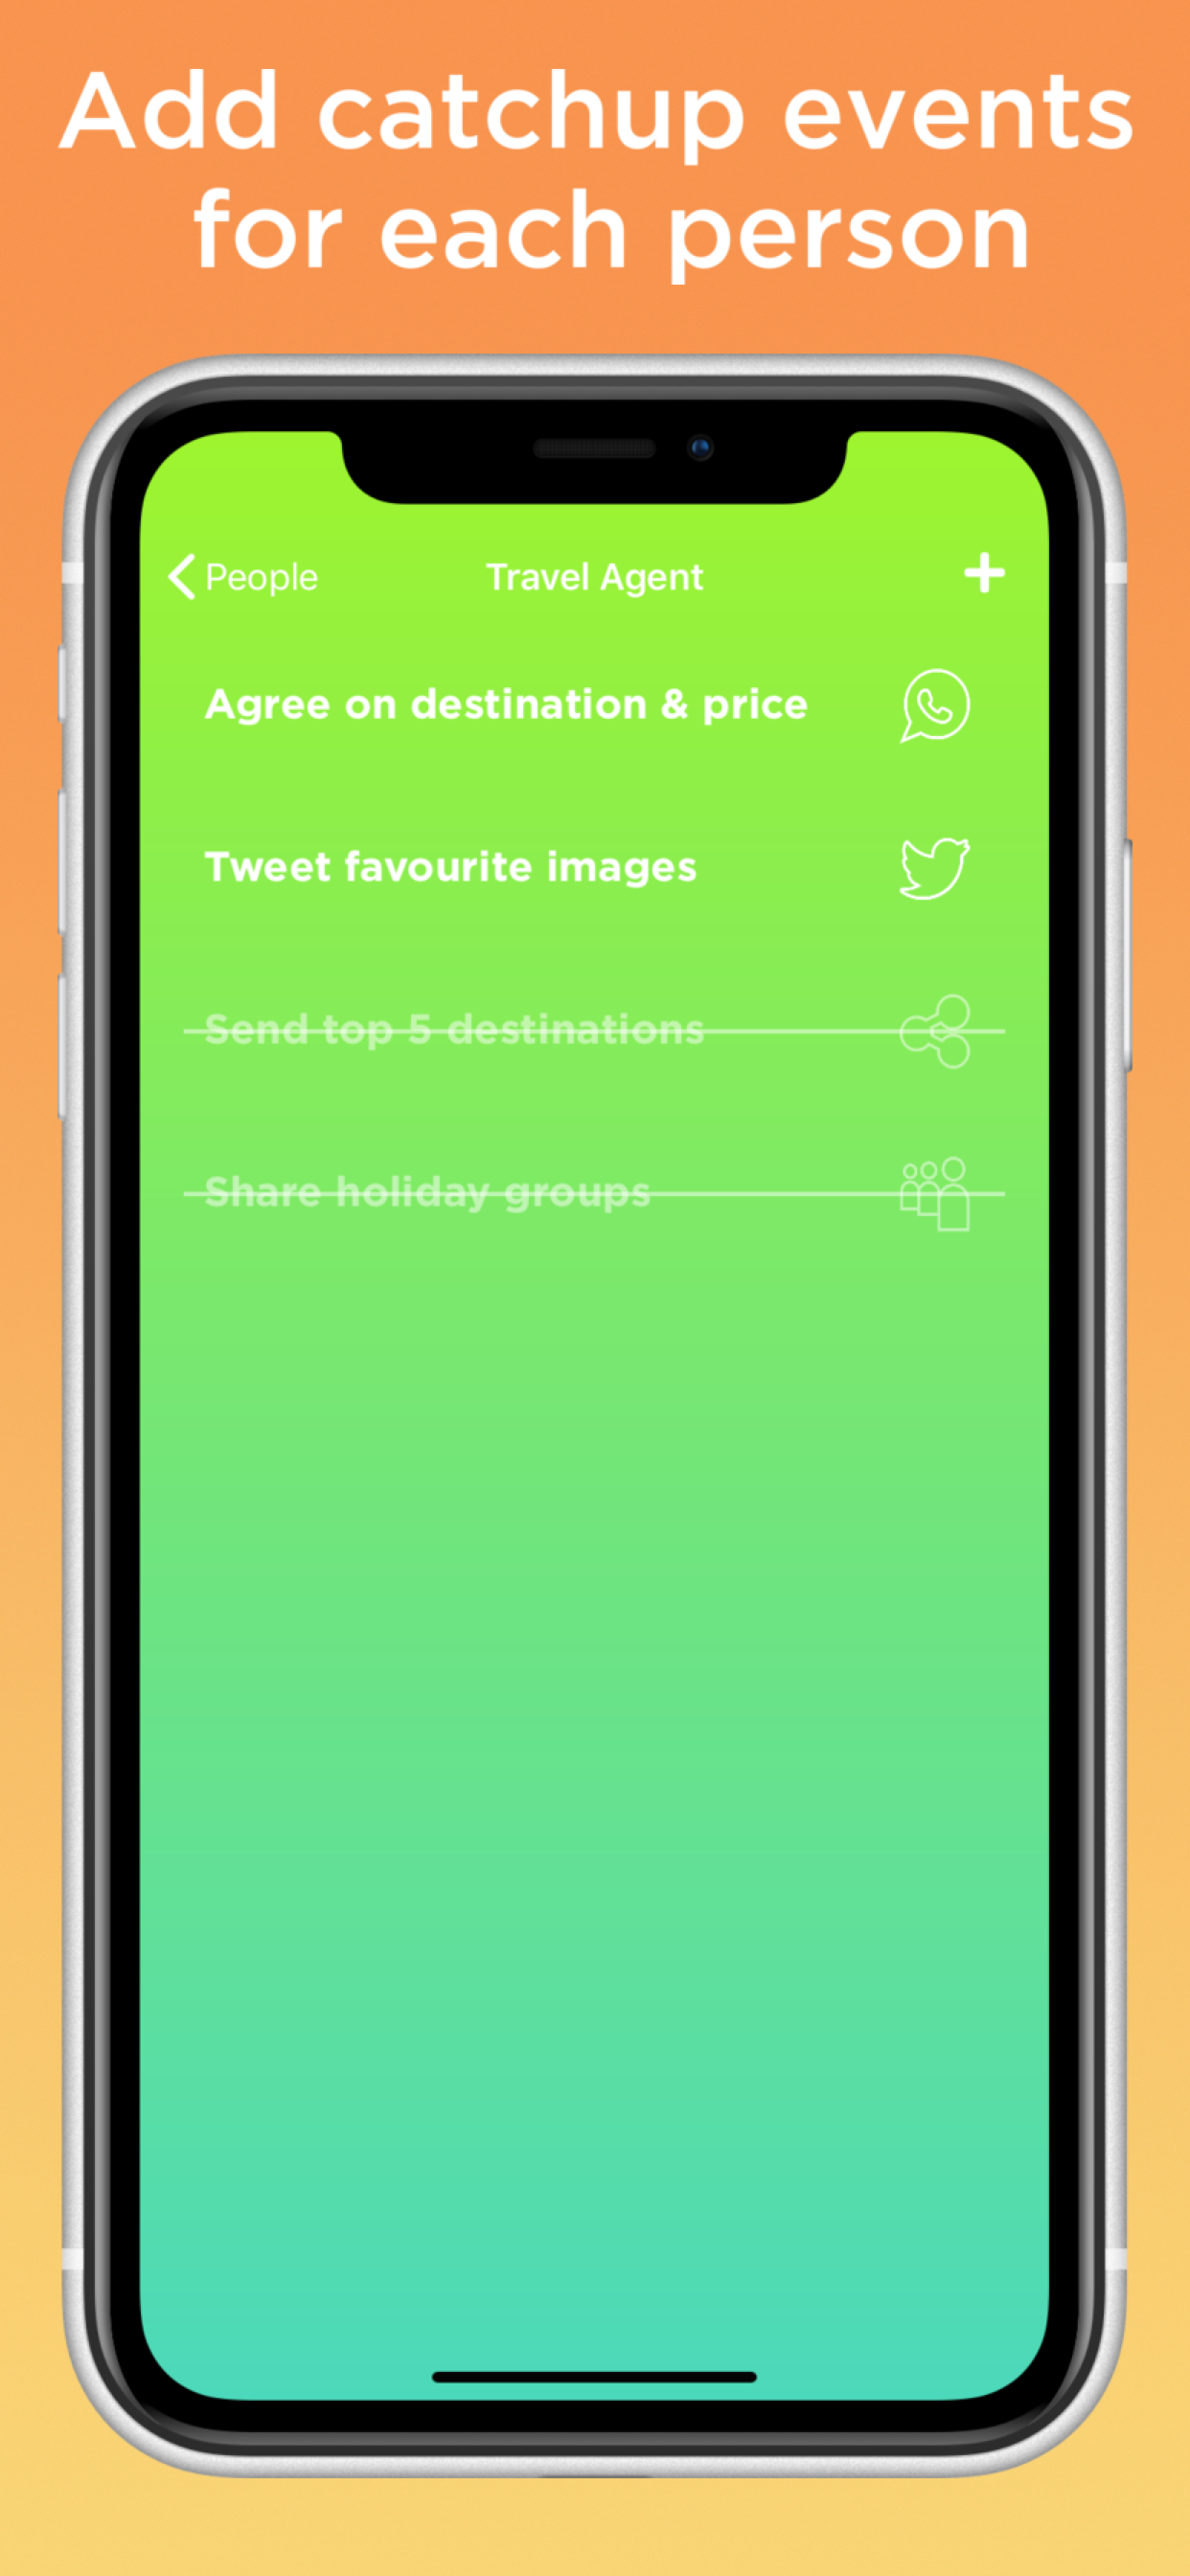 Add catchup events
for each person
People
Travel Agent
Agree on destination & price
Tweet favourite images
Send top 5 destinations
Share holiday groups